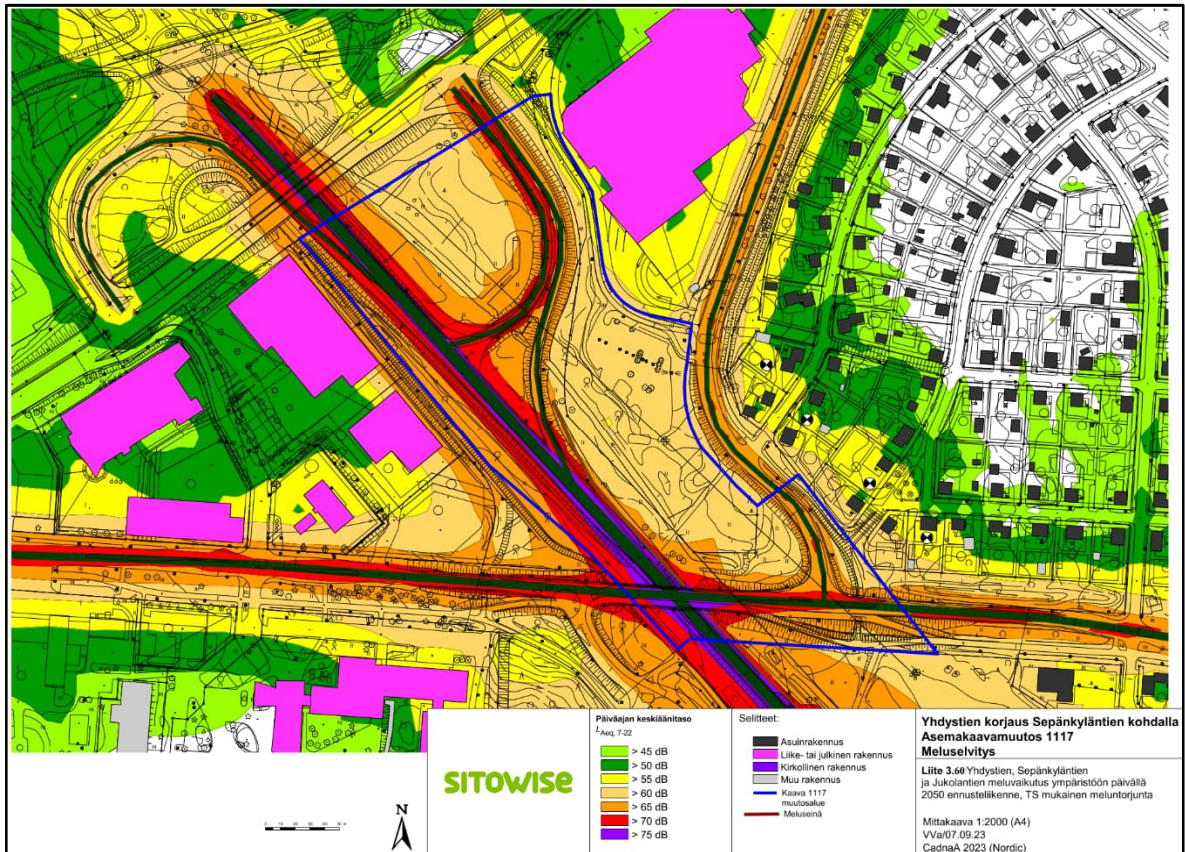 SITOWISE
N
Päiväajan keskiäänitaso
LAeq, 7-22
> 45 dB
> 50 dB
> 55 dB
> 60 dB
> 65 dB
> 70 dB
> 75 dB
Selitteet:
Asuinrakennus
Liike- tai julkinen rakennus
Kirkollinen rakennus
Muu rakennus
Kaava 1117
muutosalue
Meluseinä
Yhdystien korjaus Sepänkyläntien kohdalla
Asemakaavamuutos 1117
Meluselvitys
Liite 3.60 Yhdystien, Sepänkyläntien
ja Jukolantien meluvaikutus ympäristöön päivällä
2050 ennusteliikenne, TS mukainen meluntorjunta
Mittakaava 1:2000 (A4)
VVa/07.09.23
CadnaA 2023 (Nordic)